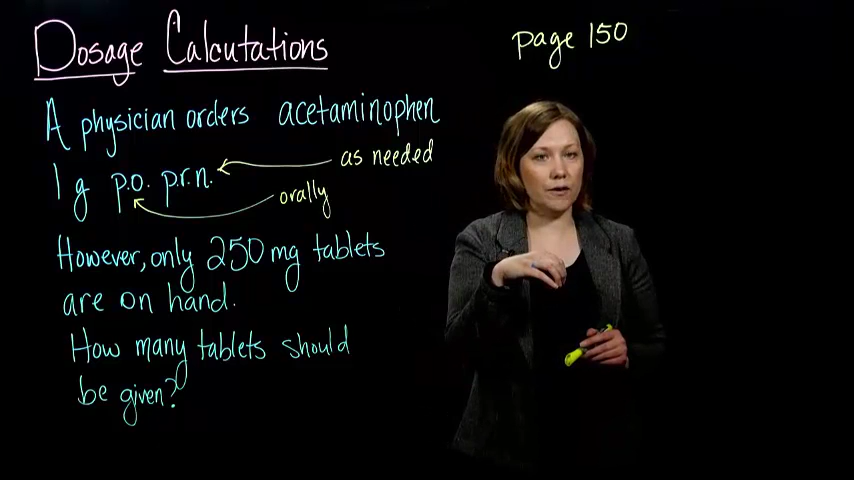 Dosage Calcutations
page 150
A physician orders acetaminophen
1 g p.o. p.r.n.
as needed
orally
However, only 250 mg tablets
are on hand.
How many tablets should
be given?